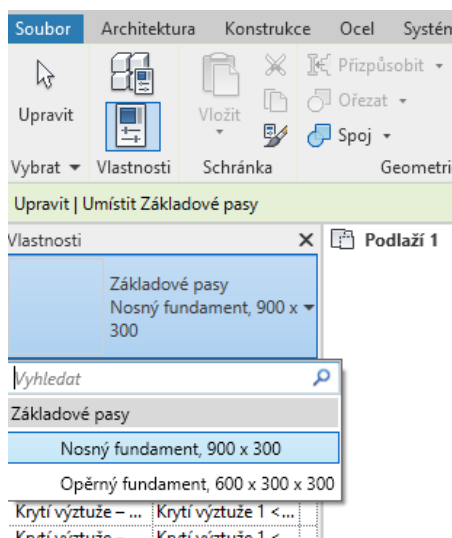 Soubor Architektura Konstrukce Ocel Systém
Upravit Vložit Přizpůsobit
Ořezat
Spoj
Vybrat Vlastnosti Schránka Geometri
Upravit | Umístit Základové pasy
Vlastnosti Podlaží 1
Základové pasy
Nosný fundament, 900 x
300
Vyhledat
Základové pasy
Nosný fundament, 900 x 300
Opěrný fundament, 600 x 300 x 300
Krytí výztuže – ... Krytí výztuže 1 <...